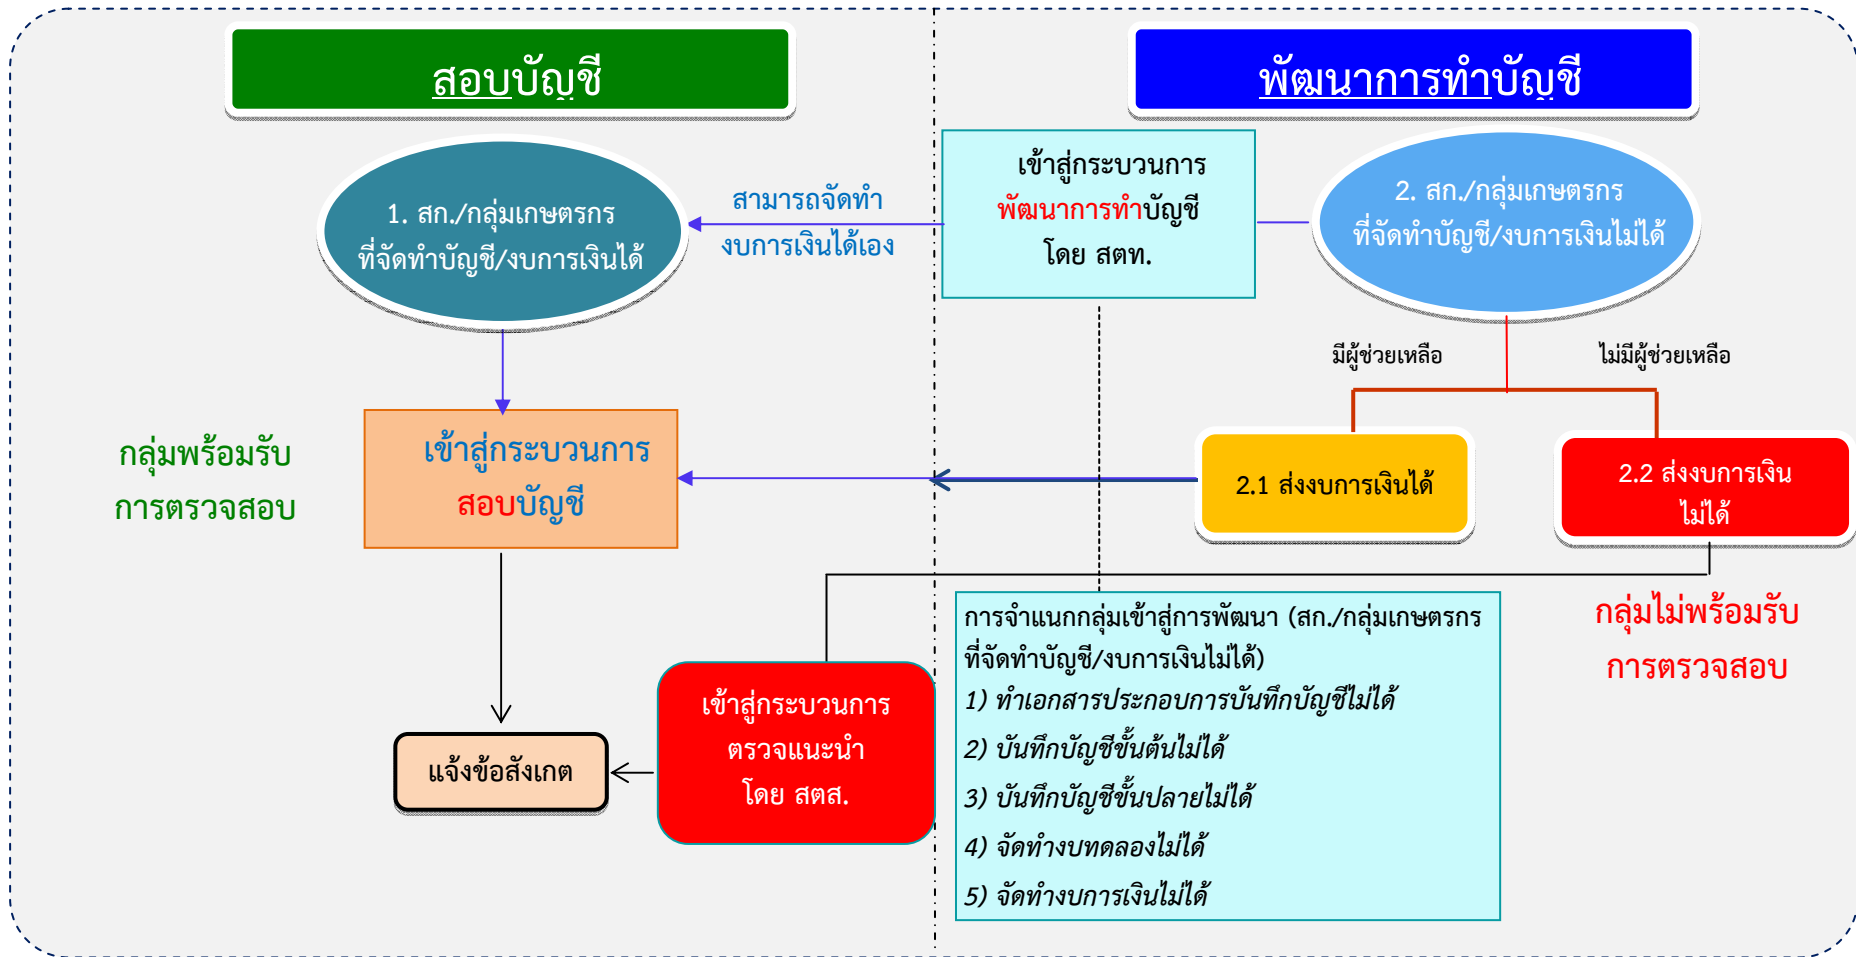 สอบบัญชี
พัฒนาการทำบัญชี
1. สก./กลุ่มเกษตรกร
ที่จัดทำบัญชี/งบการเงินได้
สามารถจัดทำ
งบการเงินได้เอง
เข้าสู่กระบวนการ
พัฒนาการทำบัญชี
โดย สตท.
2. สก./กลุ่มเกษตรกร
ที่จัดทำบัญชี/งบการเงินไม่ได้
มีผู้ช่วยเหลือ
ไม่มีผู้ช่วยเหลือ
กลุ่มพร้อมรับ
การตรวจสอบ
เข้าสู่กระบวนการ
สอบบัญชี
2.1 ส่งงบการเงินได้
2.2 ส่งงบการเงิน
ไม่ได้
กลุ่มไม่พร้อมรับ
การตรวจสอบ
แจ้งข้อสังเกต
เข้าสู่กระบวนการ
ตรวจแนะนำ
โดย สตส.
การจำแนกกลุ่มเข้าสู่การพัฒนา (สก./กลุ่มเกษตรกร
ที่จัดทำบัญชี/งบการเงินไม่ได้)
1) ทำเอกสารประกอบการบันทึกบัญชีไม่ได้
2) บันทึกบัญชีขั้นต้นไม่ได้
3) บันทึกบัญชีขั้นปลายไม่ได้
4) จัดทำงบทดลองไม่ได้
5) จัดทำงบการเงินไม่ได้